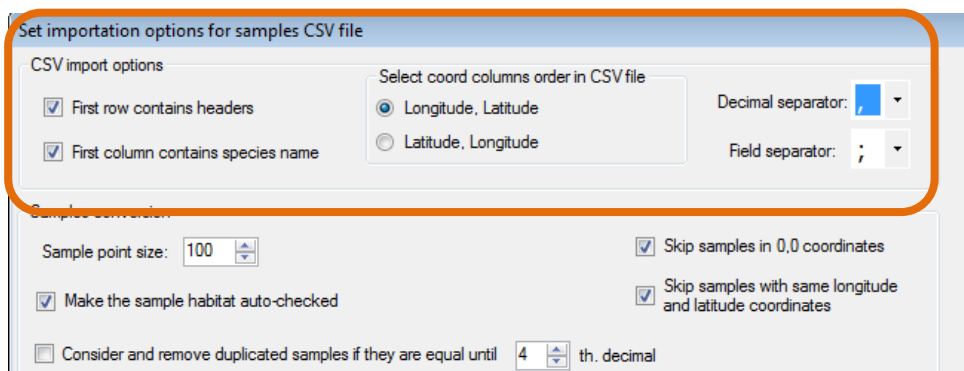 Set importation options for samples CSV file
CSV import options
First row contains headers
First column contains species name
Select coord columns order in CSV file
Longitude, Latitude
Latitude, Longitude
Decimal separator: ,
Field separator: ;
Samples conversion
Sample point size: 100
Make the sample habitat auto-checked
Skip samples in 0,0 coordinates
Skip samples with same longitude
and latitude coordinates
Consider and remove duplicated samples if they are equal until 4 th. decimal